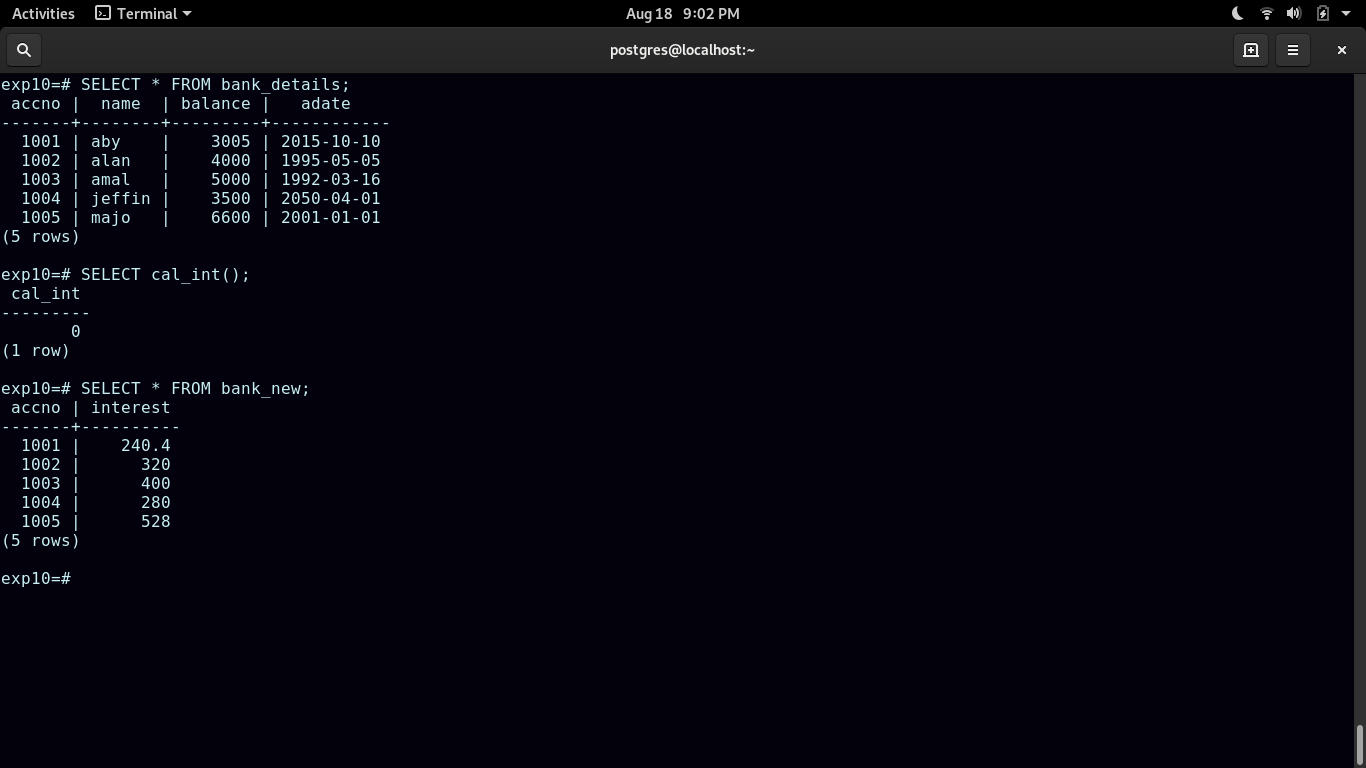 Activities Terminal Aug 18 9:02 PM
postgres@localhost:~
exp10=# SELECT * FROM bank_details;
 accno |  name  | balance |   adate
-------+--------+---------+------------
  1001 | aby    |    3005 | 2015-10-10
  1002 | alan   |    4000 | 1995-05-05
  1003 | amal   |    5000 | 1992-03-16
  1004 | jeffin |    3500 | 2050-04-01
  1005 | majo   |    6600 | 2001-01-01
(5 rows)

exp10=# SELECT cal_int();
 cal_int
---------
       0
(1 row)

exp10=# SELECT * FROM bank_new;
 accno | interest
-------+----------
  1001 |    240.4
  1002 |      320
  1003 |      400
  1004 |      280
  1005 |      528
(5 rows)

exp10=#